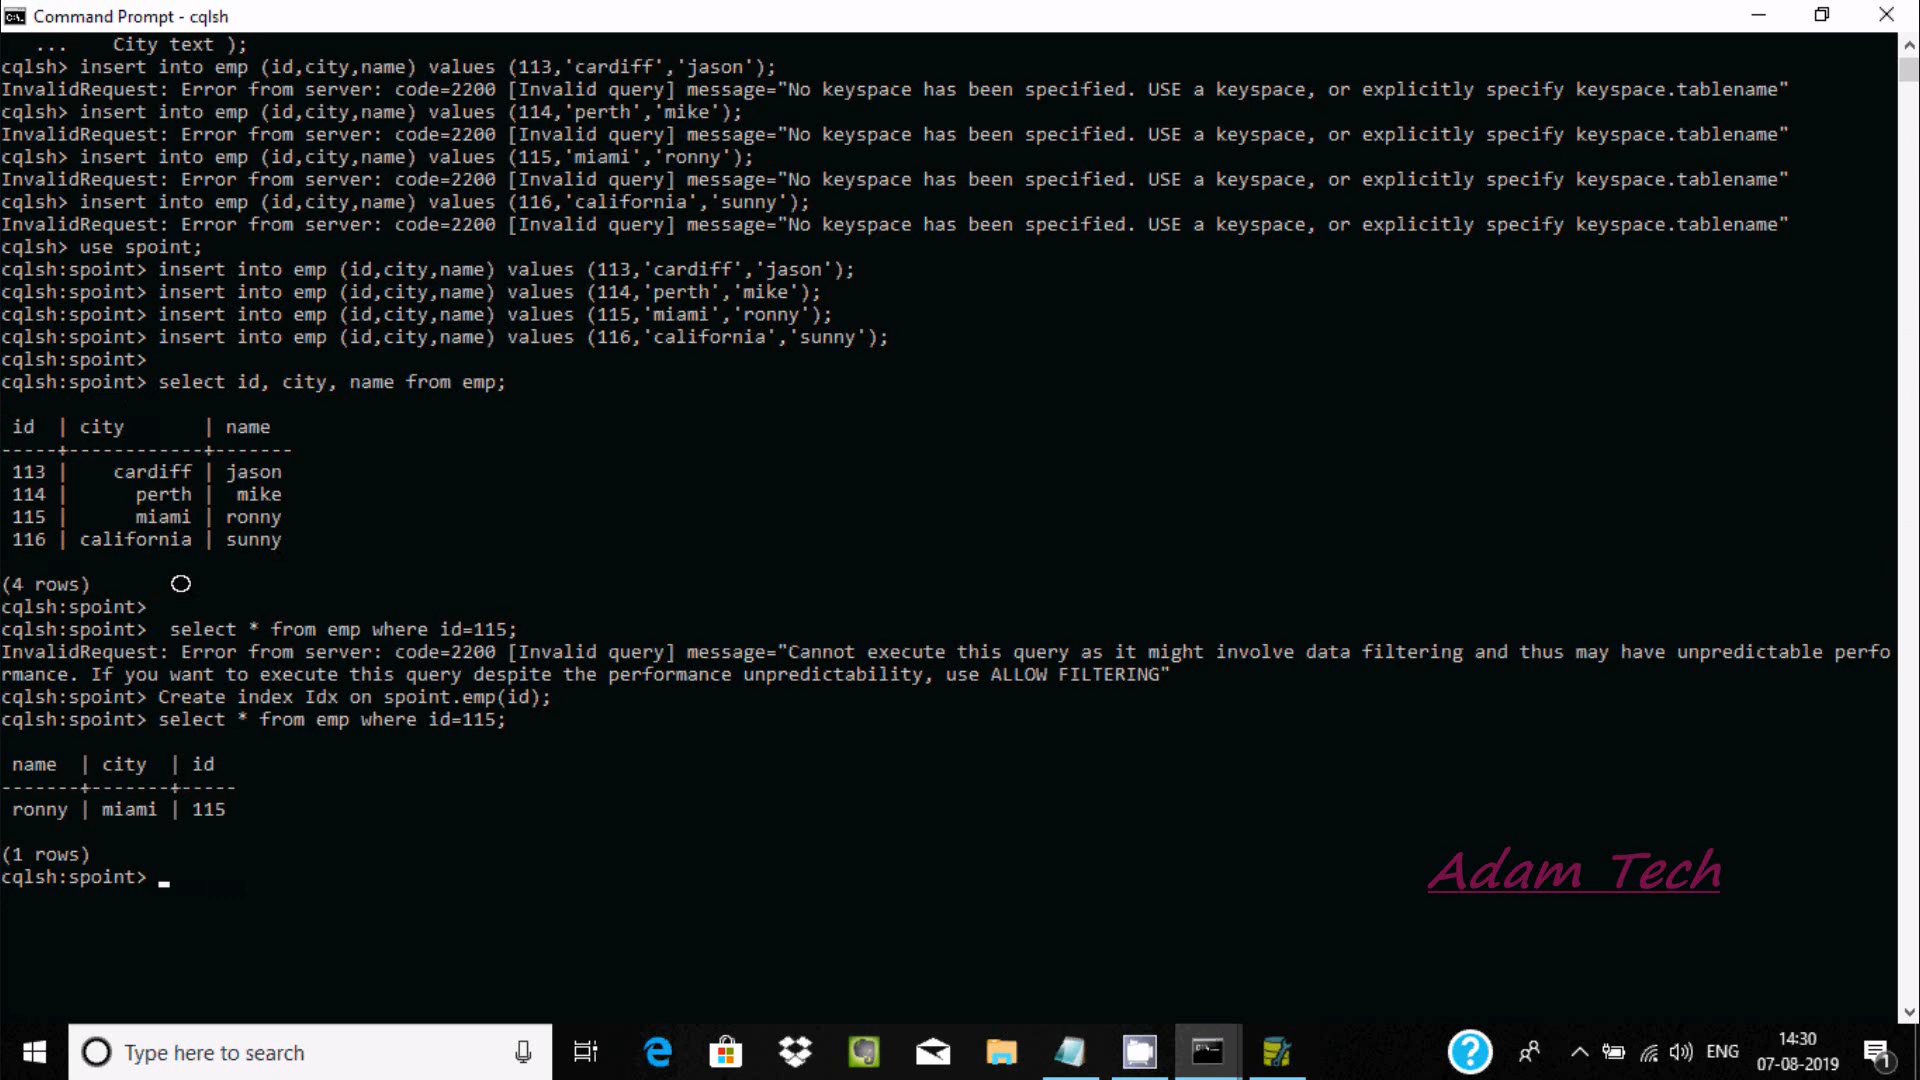 Command Prompt - cqlsh
...    City text );
cqlsh> insert into emp (id,city,name) values (113,'cardiff','jason');
InvalidRequest: Error from server: code=2200 [Invalid query] message="No keyspace has been specified. USE a keyspace, or explicitly specify keyspace.tablename"
cqlsh> insert into emp (id,city,name) values (114,'perth','mike');
InvalidRequest: Error from server: code=2200 [Invalid query] message="No keyspace has been specified. USE a keyspace, or explicitly specify keyspace.tablename"
cqlsh> insert into emp (id,city,name) values (115,'miami','ronny');
InvalidRequest: Error from server: code=2200 [Invalid query] message="No keyspace has been specified. USE a keyspace, or explicitly specify keyspace.tablename"
cqlsh> insert into emp (id,city,name) values (116,'california','sunny');
InvalidRequest: Error from server: code=2200 [Invalid query] message="No keyspace has been specified. USE a keyspace, or explicitly specify keyspace.tablename"
cqlsh> use spoint;
cqlsh:spoint> insert into emp (id,city,name) values (113,'cardiff','jason');
cqlsh:spoint> insert into emp (id,city,name) values (114,'perth','mike');
cqlsh:spoint> insert into emp (id,city,name) values (115,'miami','ronny');
cqlsh:spoint> insert into emp (id,city,name) values (116,'california','sunny');
cqlsh:spoint>
cqlsh:spoint> select id, city, name from emp;
id  | city       | name
-----+------------+-------
113 |    cardiff | jason
114 |      perth |  mike
115 |      miami | ronny
116 | california | sunny
(4 rows)
cqlsh:spoint>
cqlsh:spoint>  select * from emp where id=115;
InvalidRequest: Error from server: code=2200 [Invalid query] message="Cannot execute this query as it might involve data filtering and thus may have unpredictable perfo
rmance. If you want to execute this query despite the performance unpredictability, use ALLOW FILTERING"
cqlsh:spoint> Create index Idx on spoint.emp(id);
cqlsh:spoint> select * from emp where id=115;
name  | city  | id
-------+-------+-----
ronny | miami | 115
(1 rows)
cqlsh:spoint>
Adam Tech
Type here to search
ENG
14:30
07-08-2019
1